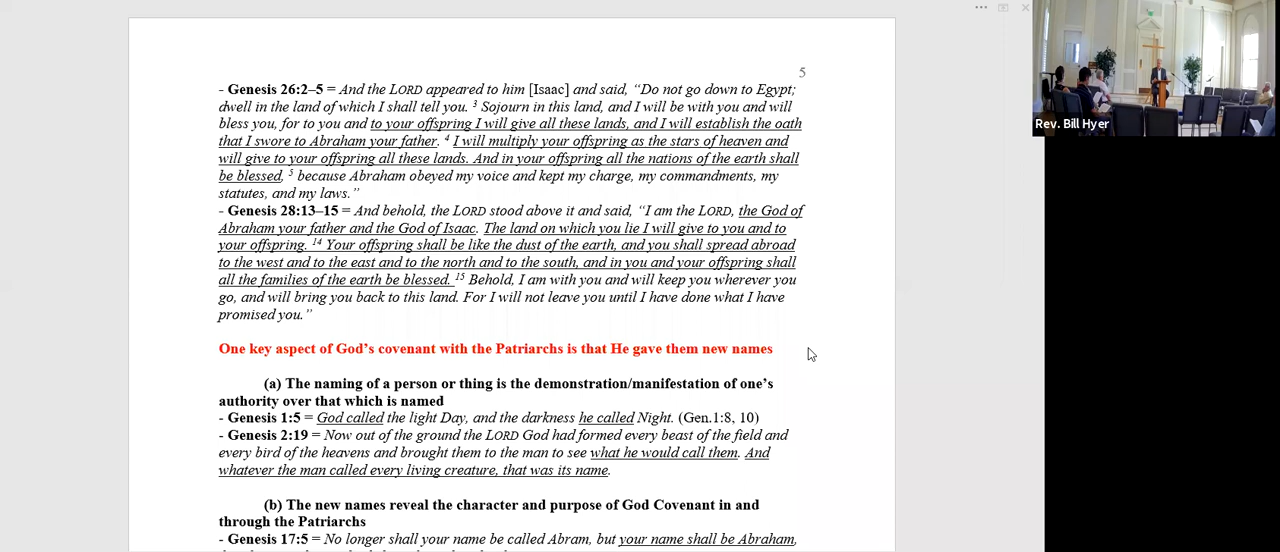 5
- Genesis 26:2–5 = And the LORD appeared to him [Isaac] and said, “Do not go down to Egypt;
dwell in the land of which I shall tell you. 3 Sojourn in this land, and I will be with you and will
bless you, for to you and to your offspring I will give all these lands, and I will establish the oath
that I swore to Abraham your father. 4 I will multiply your offspring as the stars of heaven and
will give to your offspring all these lands. And in your offspring all the nations of the earth shall
be blessed, 5 because Abraham obeyed my voice and kept my charge, my commandments, my
statutes, and my laws.”
- Genesis 28:13–15 = And behold, the LORD stood above it and said, “I am the LORD, the God of
Abraham your father and the God of Isaac. The land on which you lie I will give to you and to
your offspring. 14 Your offspring shall be like the dust of the earth, and you shall spread abroad
to the west and to the east and to the north and to the south, and in you and your offspring shall
all the families of the earth be blessed. 15 Behold, I am with you and will keep you wherever you
go, and will bring you back to this land. For I will not leave you until I have done what I have
promised you.”
One key aspect of God’s covenant with the Patriarchs is that He gave them new names
(a) The naming of a person or thing is the demonstration/manifestation of one’s
authority over that which is named
- Genesis 1:5 = God called the light Day, and the darkness he called Night. (Gen.1:8, 10)
- Genesis 2:19 = Now out of the ground the LORD God had formed every beast of the field and
every bird of the heavens and brought them to the man to see what he would call them. And
whatever the man called every living creature, that was its name.
(b) The new names reveal the character and purpose of God Covenant in and
through the Patriarchs
- Genesis 17:5 = No longer shall your name be called Abram, but your name shall be Abraham,
Rev. Bill Hyer